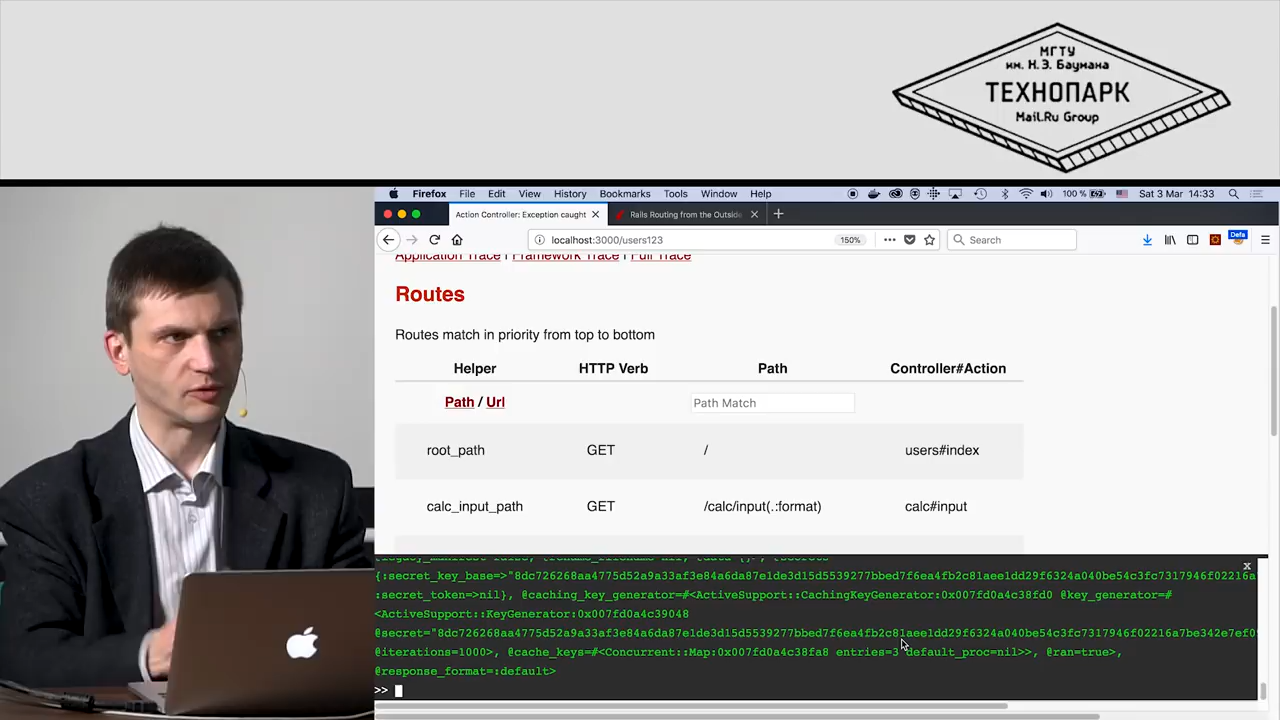 МГТУ
им. Н.Э. Баумана
ТЕХНОПАРК
Mail.Ru Group
Firefox File Edit View History Bookmarks Tools Window Help 100 % Sat 3 Mar 14:33
Action Controller: Exception caught Rails Routing from the Outside
localhost:3000/users123 150% Search Defa
Application Trace | Framework Trace | Full Trace
Routes
Routes match in priority from top to bottom
Helper HTTP Verb Path Controller#Action
Path / Url Path Match
root_path GET / users#index
calc_input_path GET /calc/input(.:format) calc#input
x
:secret_token=>nil}, @caching_key_generator=#<ActiveSupport::CachingKeyGenerator:0x007fd0a4c38fd0 @key_generator=#
<ActiveSupport::KeyGenerator:0x007fd0a4c39048
@iterations=1000>, @cache_keys=#<Concurrent::Map:0x007fd0a4c38fa8 entries=3 default_proc=nil>>, @ran=true>,
@response_format=:default>
>>